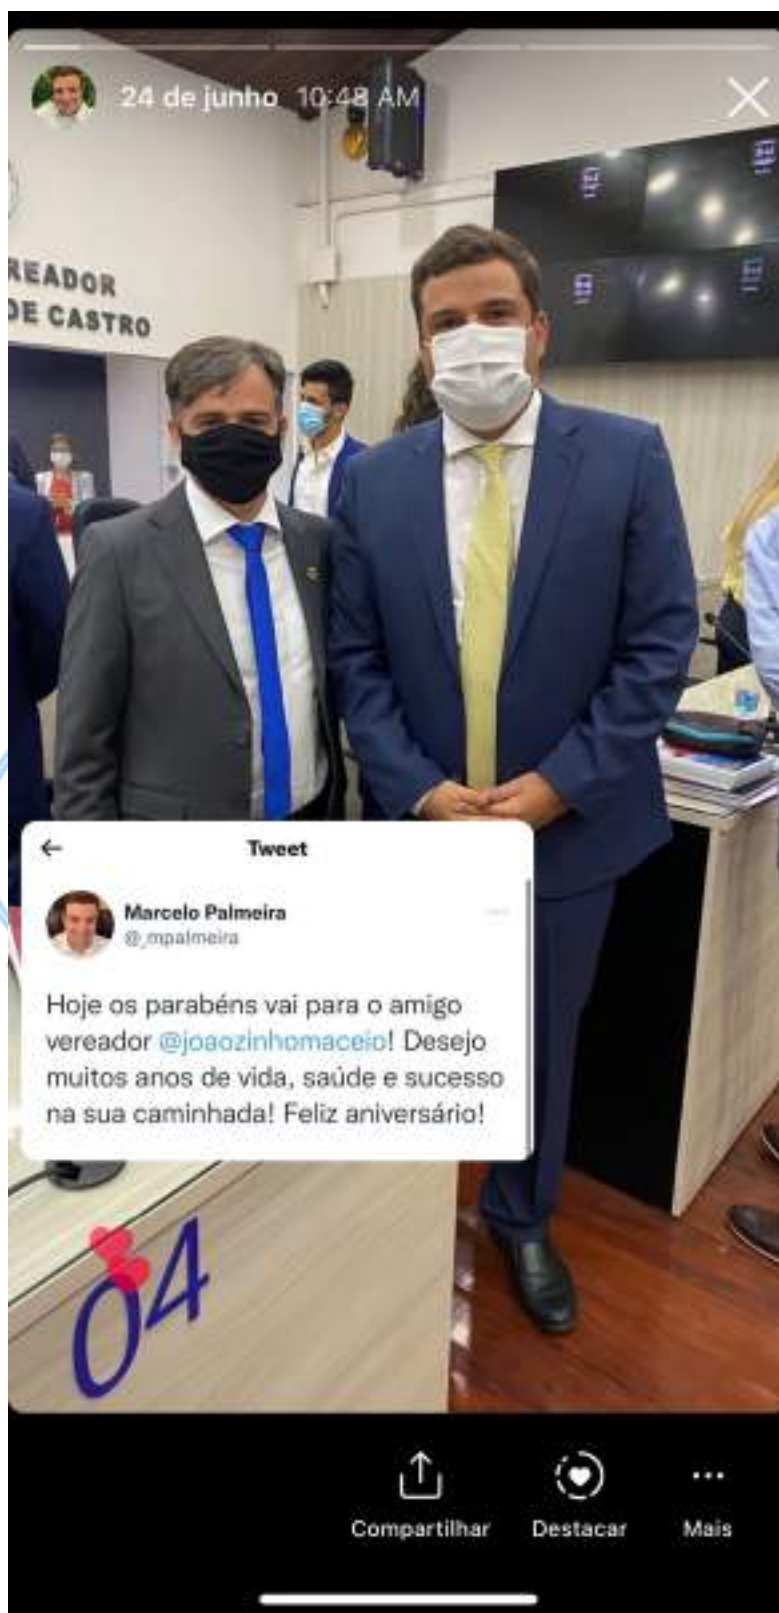 24 de junho 10:48 AM
READOR
DE CASTRO
Tweet
Marcelo Palmeira
@_mpalmeira
Hoje os parabéns vai para o amigo
vereador @joaozinhomaceio! Desejo
muitos anos de vida, saúde e sucesso
na sua caminhada! Feliz aniversário!
04
Compartilhar Destacar Mais